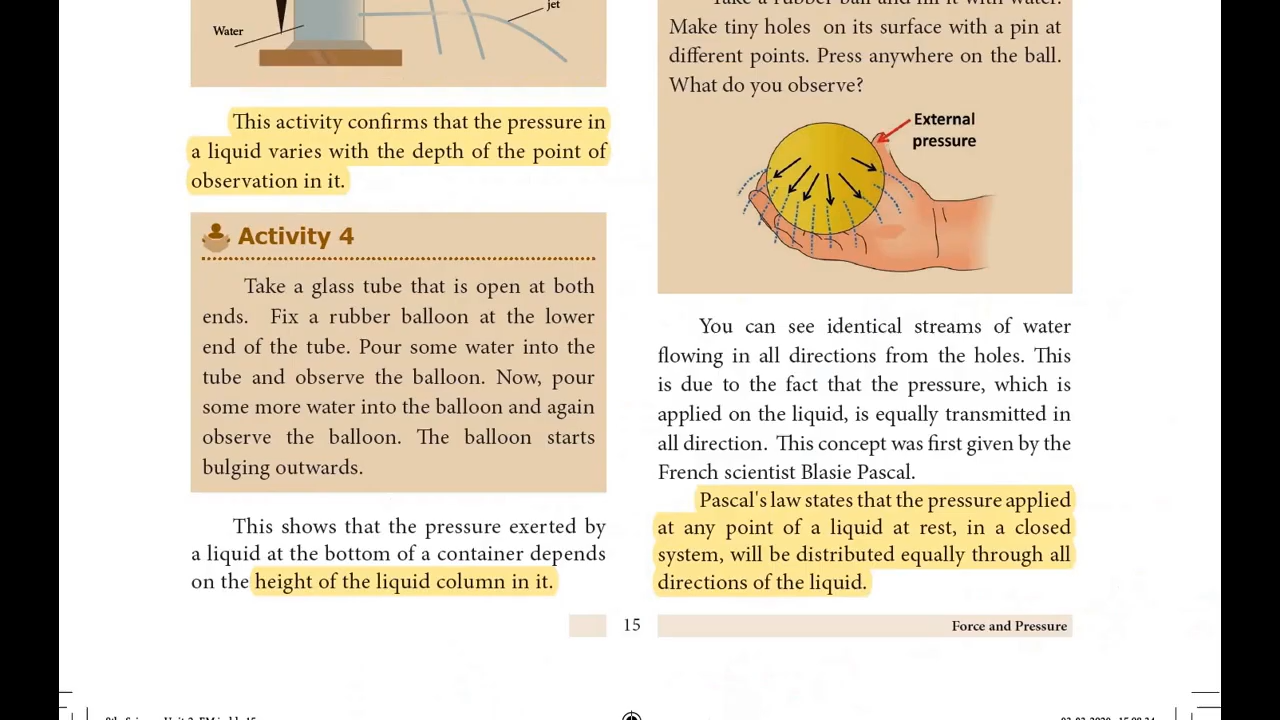 Water
jet
This activity confirms that the pressure in
a liquid varies with the depth of the point of
observation in it.
Activity 4
Take a glass tube that is open at both
ends. Fix a rubber balloon at the lower
end of the tube. Pour some water into the
tube and observe the balloon. Now, pour
some more water into the balloon and again
observe the balloon. The balloon starts
bulging outwards.
This shows that the pressure exerted by
a liquid at the bottom of a container depends
on the height of the liquid column in it.
Take a rubber ball and fill it with water.
Make tiny holes on its surface with a pin at
different points. Press anywhere on the ball.
What do you observe?
External
pressure
You can see identical streams of water
flowing in all directions from the holes. This
is due to the fact that the pressure, which is
applied on the liquid, is equally transmitted in
all direction. This concept was first given by the
French scientist Blasie Pascal.
Pascal's law states that the pressure applied
at any point of a liquid at rest, in a closed
system, will be distributed equally through all
directions of the liquid.
15
Force and Pressure